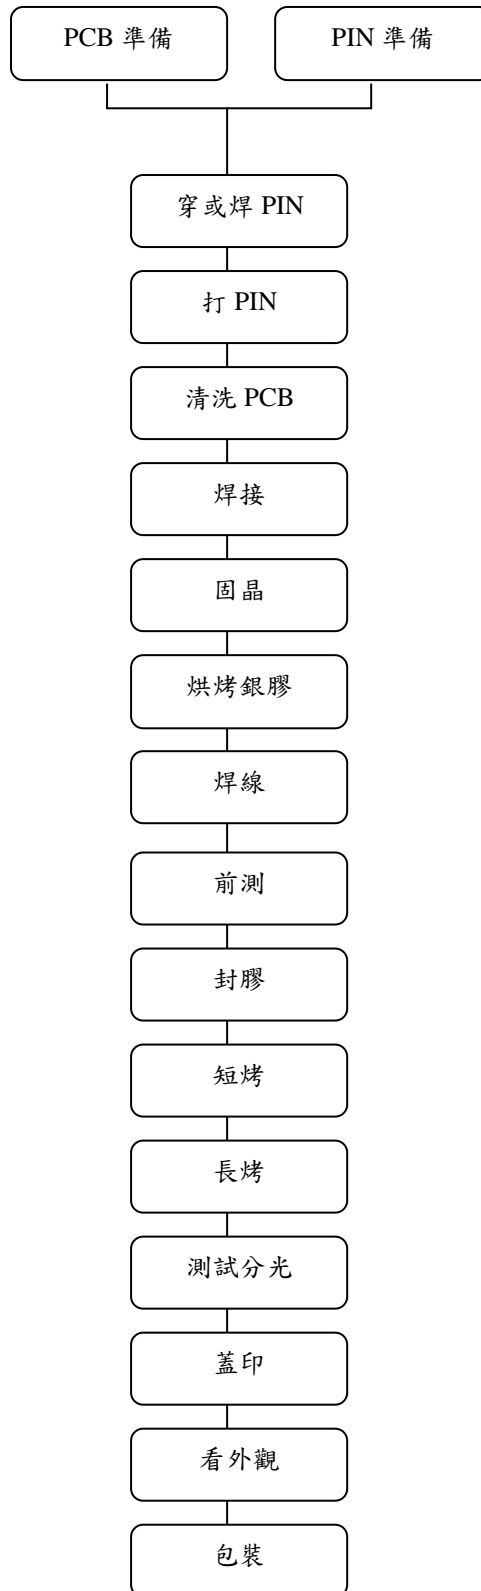 PCB 準備
PIN 準備
穿或焊 PIN
打 PIN
清洗 PCB
焊接
固晶
烘烤銀膠
焊線
前測
封膠
短烤
長烤
測試分光
蓋印
看外觀
包裝